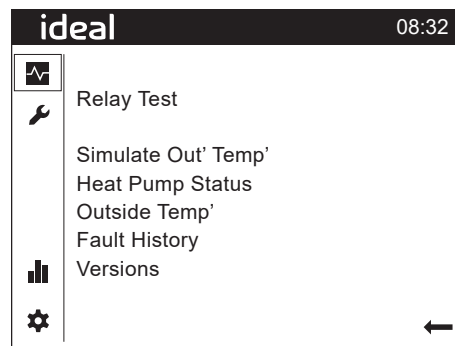 ideal
08:32
Relay Test
Simulate Out' Temp'
Heat Pump Status
Outside Temp'
Fault History
Versions